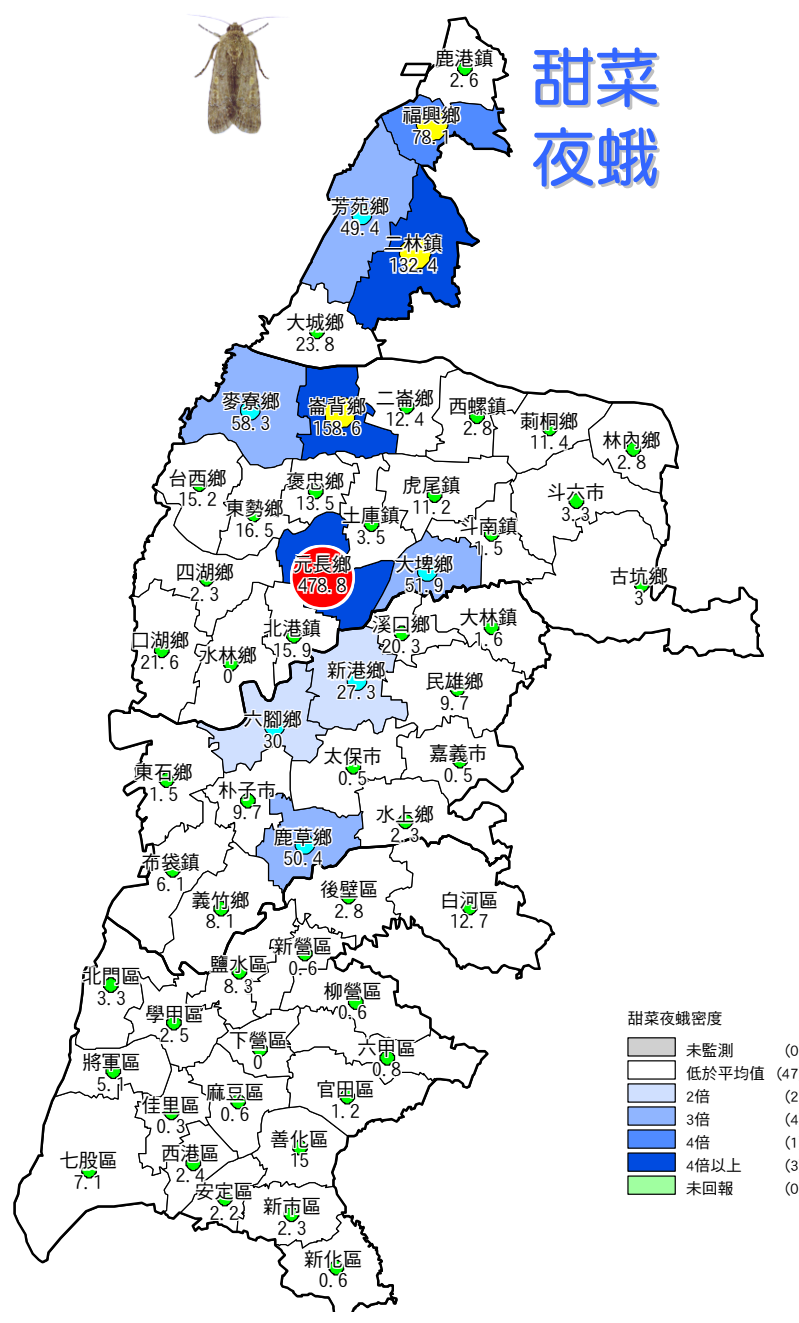 甜菜
夜蛾
鹿港鎮
2.6
福興鄉
78.1
芳苑鄉
49.4
二林鎮
132.4
大城鄉
23.8
麥寮鄉
58.3
崙背鄉
158.6
二崙鄉
12.4
西螺鎮
2.8
莿桐鄉
11.4
林內鄉
2.8
台西鄉
15.2
東勢鄉
16.5
褒忠鄉
13.5
土庫鎮
3.5
虎尾鎮
11.2
斗南鎮
1.5
斗六市
3.3
四湖鄉
2.3
元長鄉
478.8
大埤鄉
51.9
古坑鄉
3
口湖鄉
21.6
水林鄉
0
北港鎮
15.9
溪口鄉
20.3
大林鎮
1.6
新港鄉
27.3
民雄鄉
9.7
六腳鄉
30
東石鄉
1.5
朴子市
9.7
太保市
0.5
嘉義市
0.5
鹿草鄉
50.4
水上鄉
2.3
布袋鎮
6.1
義竹鄉
8.1
後壁區
2.8
白河區
12.7
北門區
3.3
鹽水區
8.3
新營區
0.6
柳營區
0.6
學甲區
2.5
下營區
0
六甲區
0.8
將軍區
5.1
佳里區
0.3
麻豆區
0.6
官田區
1.2
七股區
7.1
西港區
2.4
善化區
15
安定區
2.2
新市區
2.3
新化區
0.6
甜菜夜蛾密度
未監測 (0
低於平均值 (47
2倍 (2
3倍 (4
4倍 (1
4倍以上 (3
未回報 (0